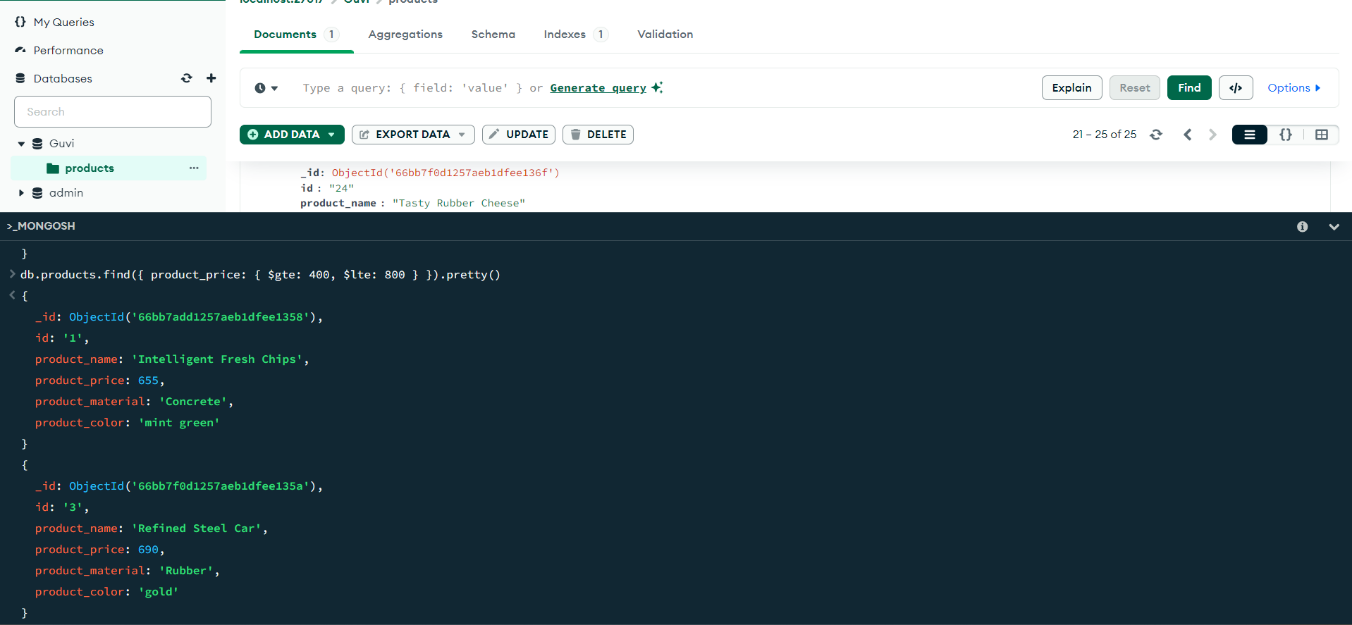 localhost:27017 > Guvi > products
{} My Queries
Performance
Databases
Search
Guvi
products
admin
Documents 1 Aggregations Schema Indexes 1 Validation
Type a query: { field: 'value' } or Generate query
Explain Reset Find </> Options
ADD DATA EXPORT DATA UPDATE DELETE
21 – 25 of 25
{}
_id: ObjectId('66bb7f0d1257aeb1dfee136f')
id : "24"
product_name : "Tasty Rubber Cheese"
>_MONGOSH
}
> db.products.find({ product_price: { $gte: 400, $lte: 800 } }).pretty()
< {
_id: ObjectId('66bb7add1257aeb1dfee1358'),
id: '1',
product_name: 'Intelligent Fresh Chips',
product_price: 655,
product_material: 'Concrete',
product_color: 'mint green'
}
{
_id: ObjectId('66bb7f0d1257aeb1dfee135a'),
id: '3',
product_name: 'Refined Steel Car',
product_price: 690,
product_material: 'Rubber',
product_color: 'gold'
}